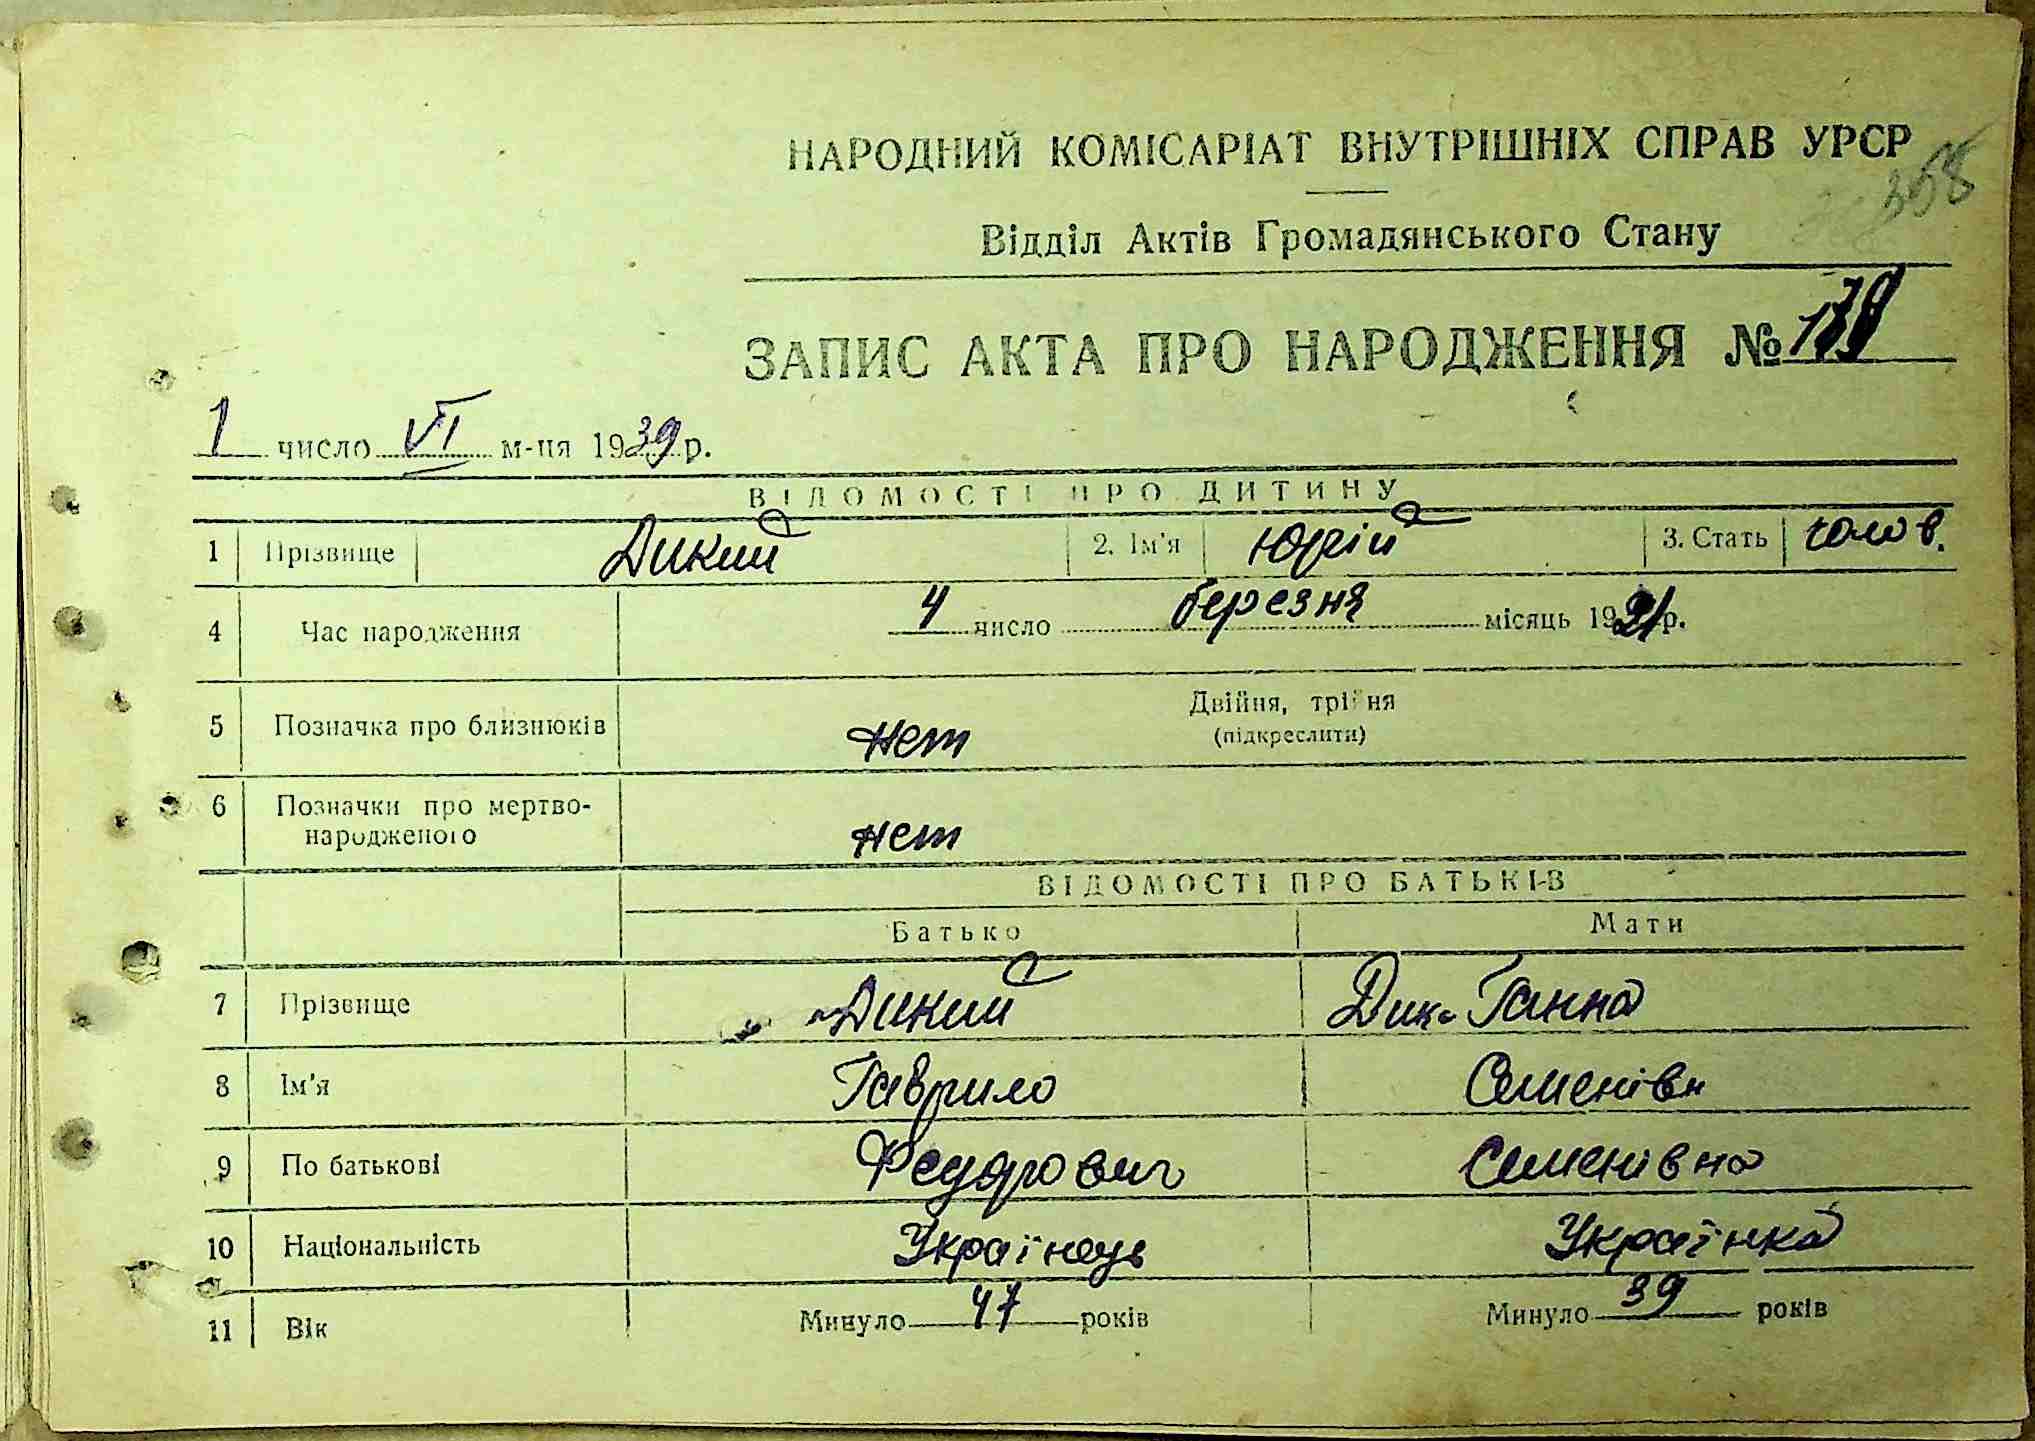 НАРОДНИЙ КОМІСАРІАТ ВНУТРІШНІХ СПРАВ УРСР
358
Відділ Актів Громадянського Стану
ЗАПИС АКТА ПРО НАРОДЖЕННЯ №
1 число VI м-ця 1939 р.
ВІДОМОСТІ ПРО ДИТИНУ
1 Прізвище Дикий 2. Ім'я Юрій 3. Стать чолов.
4 Час народження 4 число березня місяць 1921 р.
5 Позначка про близнюків нет Двійня, трійня
(підкреслити)
6 Позначки про мертво-
народженого нет
ВІДОМОСТІ ПРО БАТЬКІВ
Батько Мати
7 Прізвище Дикий Дик. Ганна
8 Ім'я Гаврило Семенівн
9 По батькові Федорович Семенівна
10 Національність Українець Українка
11 Вік Минуло 47 років Минуло 39 років